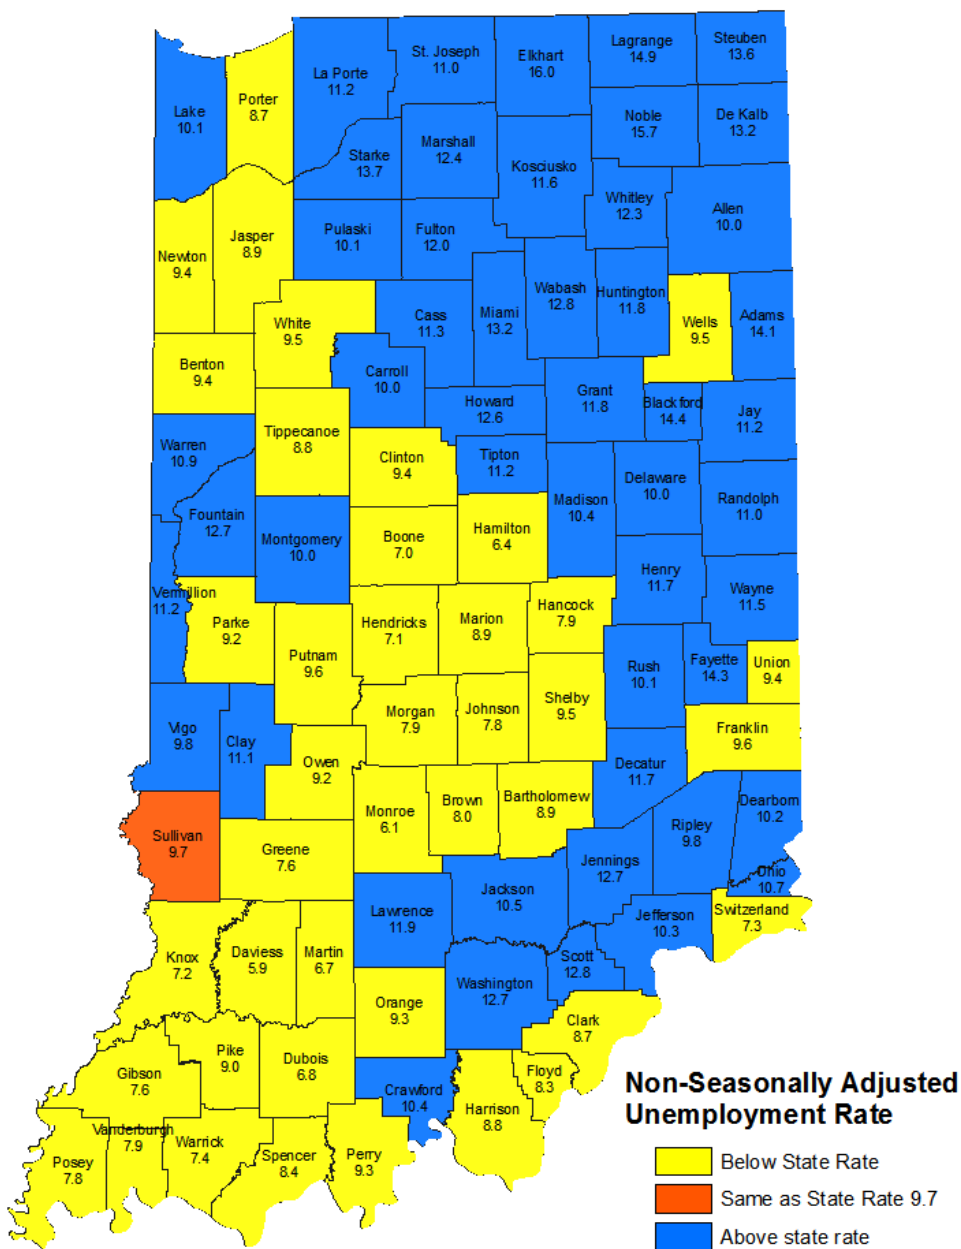 St. Joseph
11.0
Elkhart
16.0
Lagrange
14.9
Steuben
13.6
La Porte
11.2
Porter
8.7
Lake
10.1
Noble
15.7
De Kalb
13.2
Marshall
12.4
Starke
13.7
Kosciusko
11.6
Whitley
12.3
Allen
10.0
Pulaski
10.1
Fulton
12.0
Jasper
8.9
Newton
9.4
Wabash
12.8
Huntington
11.8
Miami
13.2
Cass
11.3
White
9.5
Wells
9.5
Adams
14.1
Benton
9.4
Carroll
10.0
Grant
11.8
Howard
12.6
Blackford
14.4
Jay
11.2
Tippecanoe
8.8
Warren
10.9
Clinton
9.4
Tipton
11.2
Delaware
10.0
Madison
10.4
Randolph
11.0
Fountain
12.7
Montgomery
10.0
Boone
7.0
Hamilton
6.4
Henry
11.7
Wayne
11.5
Vermillion
11.2
Parke
9.2
Hendricks
7.1
Marion
8.9
Hancock
7.9
Putnam
9.6
Rush
10.1
Fayette
14.3
Union
9.4
Morgan
7.9
Johnson
7.8
Shelby
9.5
Franklin
9.6
Vigo
9.8
Clay
11.1
Owen
9.2
Decatur
11.7
Monroe
6.1
Brown
8.0
Bartholomew
8.9
Dearborn
10.2
Ripley
9.8
Sullivan
9.7
Greene
7.6
Jennings
12.7
Ohio
10.7
Jackson
10.5
Lawrence
11.9
Jefferson
10.3
Switzerland
7.3
Knox
7.2
Daviess
5.9
Martin
6.7
Scott
12.8
Washington
12.7
Orange
9.3
Clark
8.7
Pike
9.0
Dubois
6.8
Gibson
7.6
Floyd
8.3
Crawford
10.4
Harrison
8.8
Vanderburgh
7.9
Warrick
7.4
Spencer
8.4
Perry
9.3
Posey
7.8
Non-Seasonally Adjusted
Unemployment Rate
Below State Rate
Same as State Rate 9.7
Above state rate